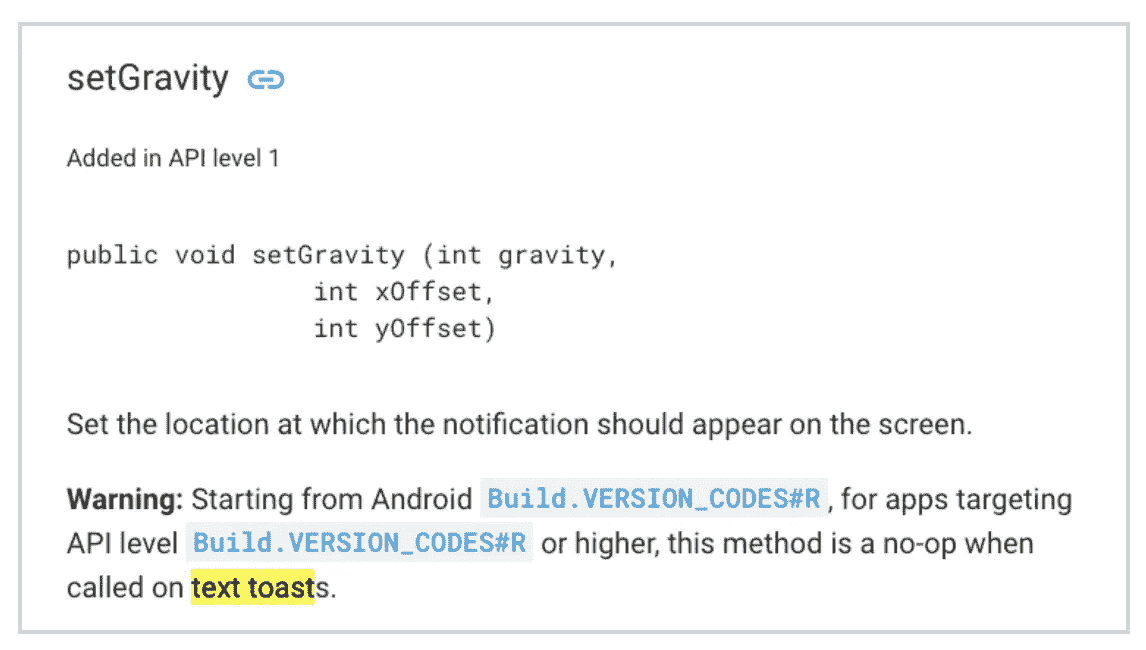 setGravity
Added in API level 1
public void setGravity (int gravity,
int xOffset,
int yOffset)
Set the location at which the notification should appear on the screen.
Warning: Starting from Android Build.VERSION_CODES#R, for apps targeting
API level Build.VERSION_CODES#R or higher, this method is a no-op when
called on text toasts.